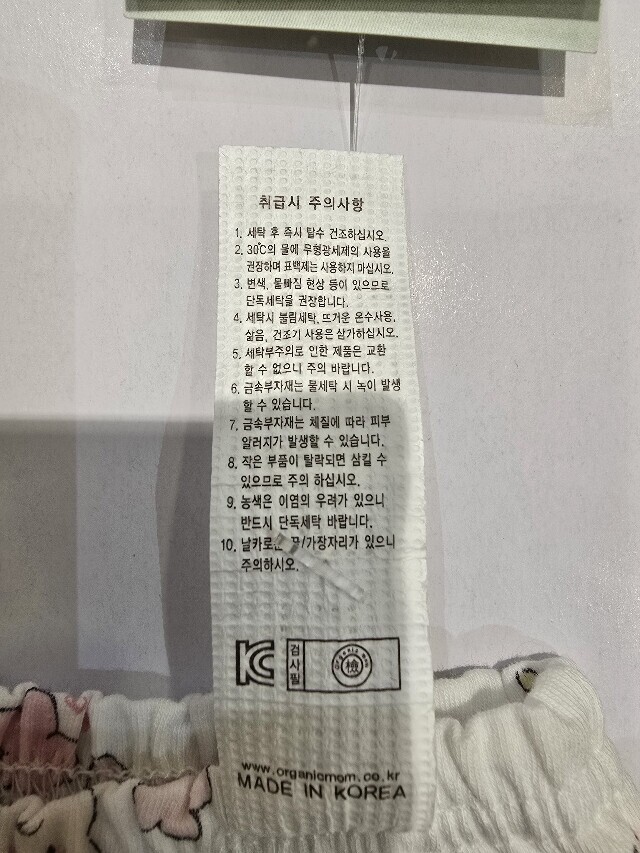 취급시 주의사항
1. 세탁 후 즉시 탈수 건조하십시오.
2. 30℃의 물에 무형광세제의 사용을
권장하며 표백제는 사용하지 마십시오.
3. 변색, 물빠짐 현상 등이 있으므로
단독세탁을 권장합니다.
4. 세탁시 불림세탁, 뜨거운 온수사용,
삶음, 건조기 사용은 삼가하십시오.
5. 세탁부주의로 인한 제품은 교환
할 수 없으니 주의 바랍니다.
6. 금속부자재는 물세탁 시 녹이 발생
할 수 있습니다.
7. 금속부자재는 체질에 따라 피부
알러지가 발생할 수 있습니다.
8. 작은 부품이 탈락되면 삼킬 수
있으므로 주의 하십시오.
9. 농색은 이염의 우려가 있으니
반드시 단독세탁 바랍니다.
10. 날카로운 /가장자리가 있으니
주의하시오.
KC 검사필 Organic mom 檢
www.organicmom.co.kr
MADE IN KOREA